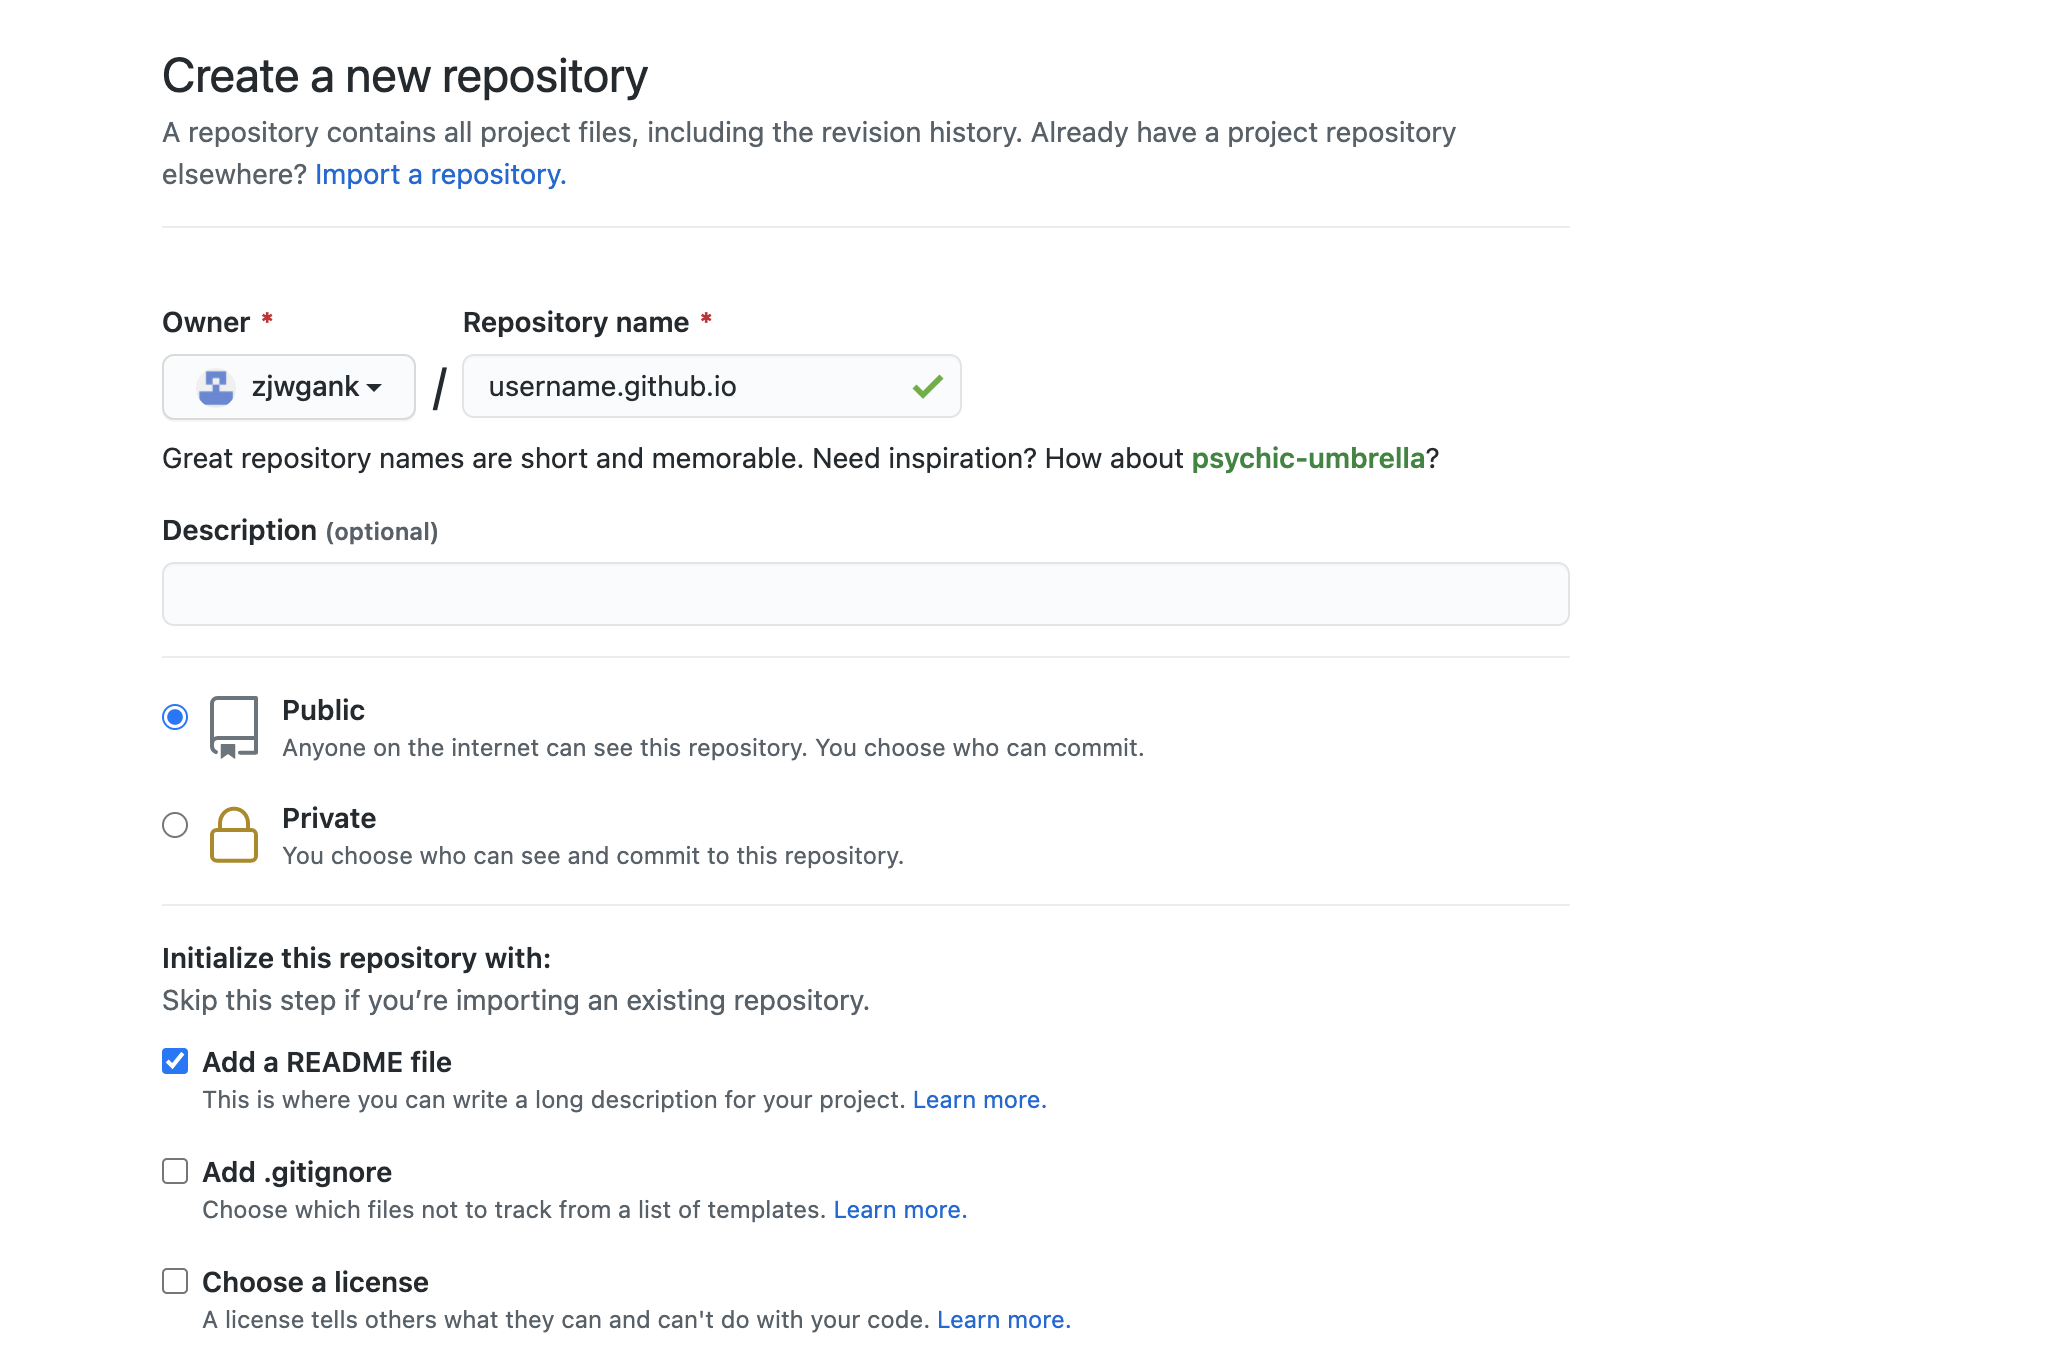 Create a new repository
A repository contains all project files, including the revision history. Already have a project repository
elsewhere? Import a repository.
Owner *
Repository name *
zjwgank / username.github.io
Great repository names are short and memorable. Need inspiration? How about psychic-umbrella?
Description (optional)
Public
Anyone on the internet can see this repository. You choose who can commit.
Private
You choose who can see and commit to this repository.
Initialize this repository with:
Skip this step if you’re importing an existing repository.
Add a README file
This is where you can write a long description for your project. Learn more.
Add .gitignore
Choose which files not to track from a list of templates. Learn more.
Choose a license
A license tells others what they can and can't do with your code. Learn more.